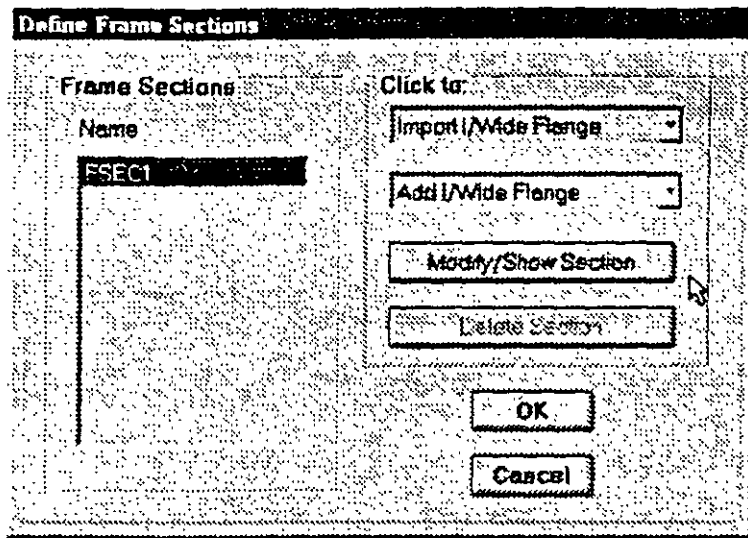 Define Frame Sections
Frame Sections
Name
FSEC1
Click to:
Import I/Wide Flange
Add I/Wide Flange
Modify/Show Section
Delete Section
OK
Cancel